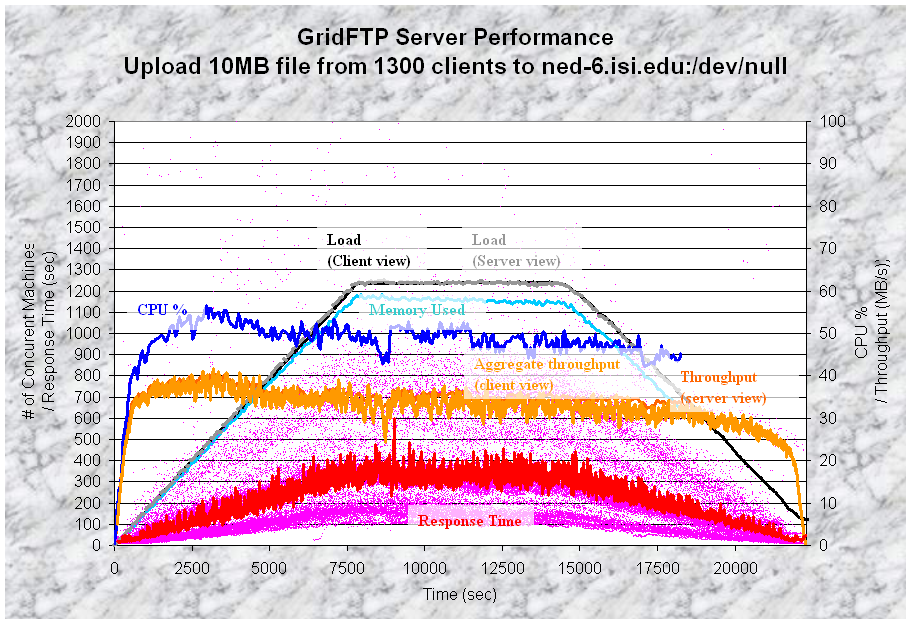 GridFTP Server Performance
Upload 10MB file from 1300 clients to ned-6.isi.edu:/dev/null
2000
1900
1800
1700
1600
1500
1400
1300
1200
1100
1000
900
800
700
600
500
400
300
200
100
0
# of Concurent Machines
/ Response Time (sec)
100
90
80
70
60
50
40
30
20
10
0
CPU %
/ Throughput (MB/s)
Load
(Client view)
Load
(Server view)
CPU %
Memory Used
Aggregate throughput
(client view)
Throughput
(server view)
Response Time
0 2500 5000 7500 10000 12500 15000 17500 20000
Time (sec)